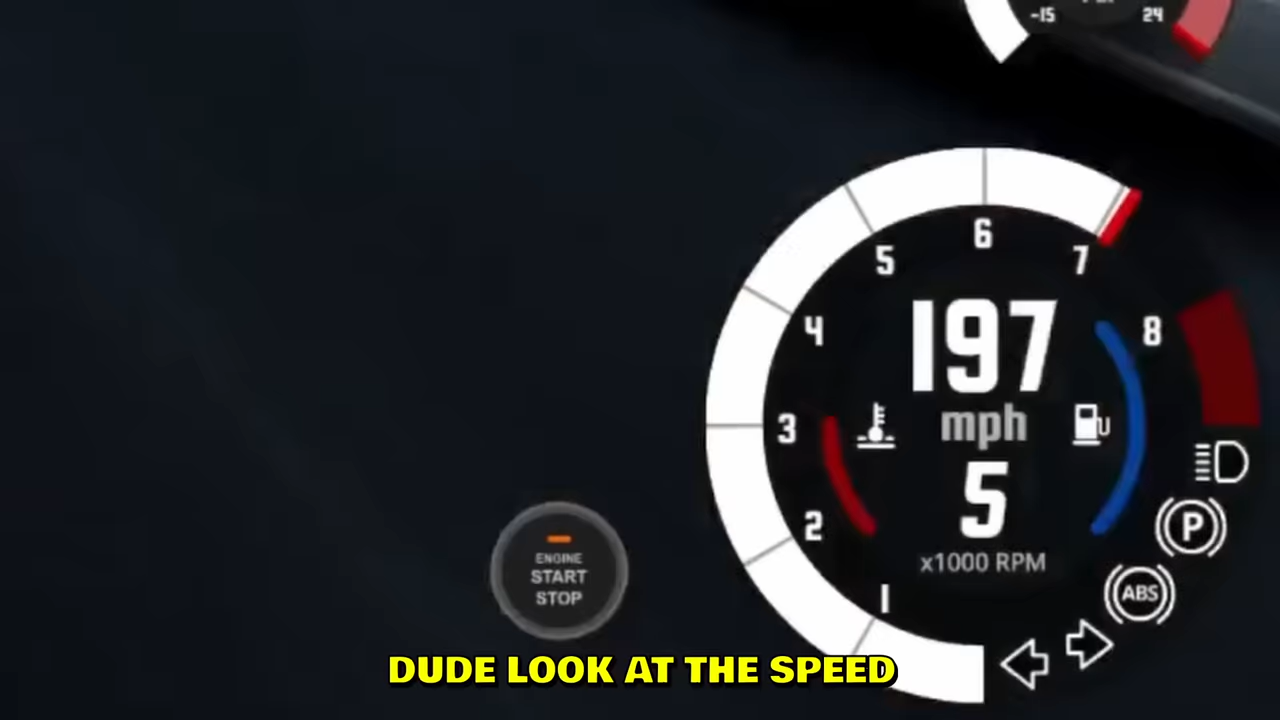 -15 24
6
5 7
4 8
197
mph
3
5
2
x1000 RPM
1
P
ABS
ENGINE
START
STOP
DUDE LOOK AT THE SPEED